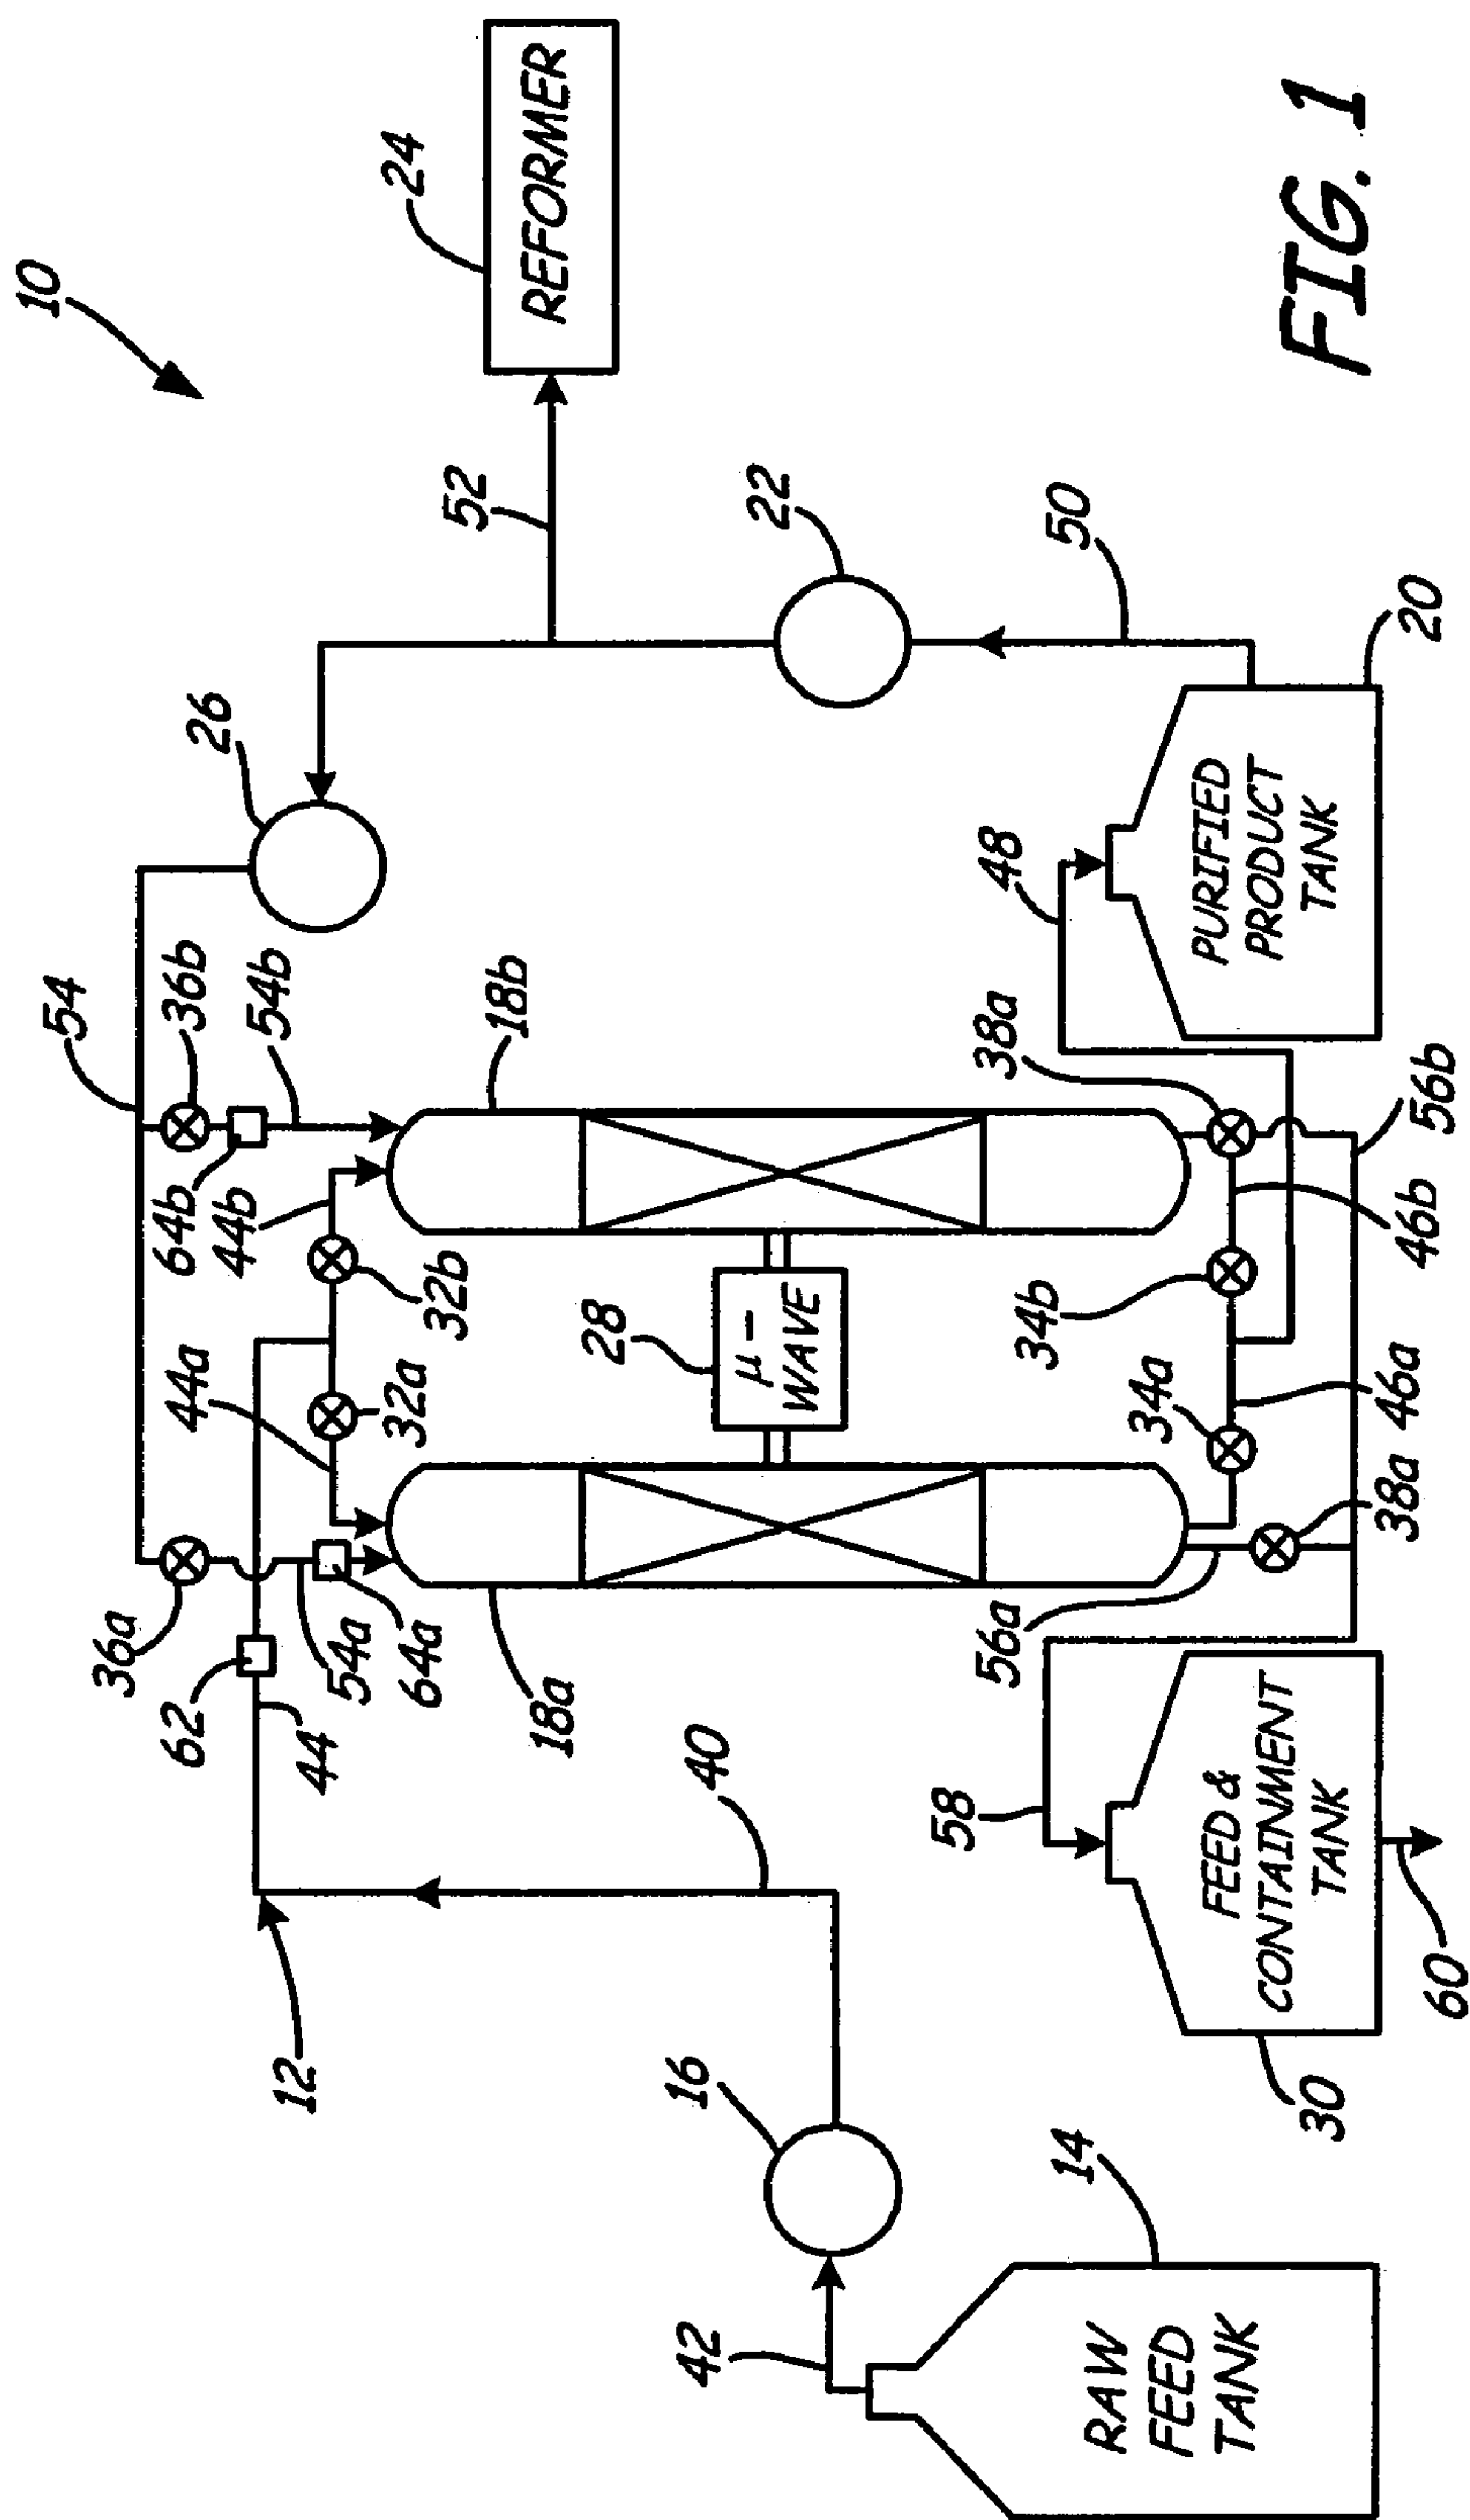 10
54
36a
62
44a
64b
36b
26
44b
54b
12
44
54a
64a
32a
32b
52
24
18a
18b
REFORMER
28
42
16
40
μ-
WAVE
22
58
56a
34b
38a
48
50
14
34a
RAW
FEED
TANK
FEED &
CONTAINMENT
TANK
PURIFIED
PRODUCT
TANK
30
60
38a
46a
46b
56b
20
FIG. 1